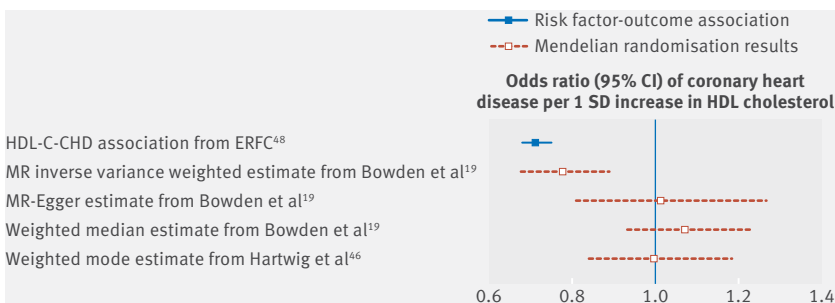 Risk factor-outcome association
Mendelian randomisation results
Odds ratio (95% CI) of coronary heart
disease per 1 SD increase in HDL cholesterol
HDL-C-CHD association from ERFC⁴⁸
MR inverse variance weighted estimate from Bowden et al¹⁹
MR-Egger estimate from Bowden et al¹⁹
Weighted median estimate from Bowden et al¹⁹
Weighted mode estimate from Hartwig et al⁴⁶
0.6 0.8 1.0 1.2 1.4